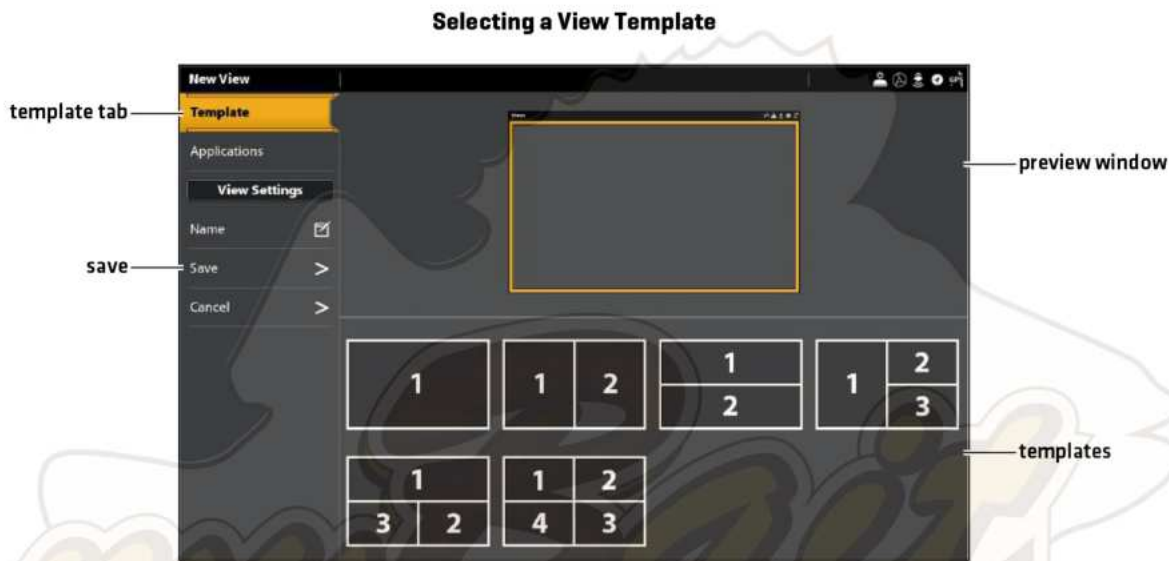 Selecting a View Template
New View
template tab
Template
Applications
preview window
View Settings
Name
save
Save
Cancel
1
1 2
1
2
1
2
3
templates
1
3 2
1 2
4 3